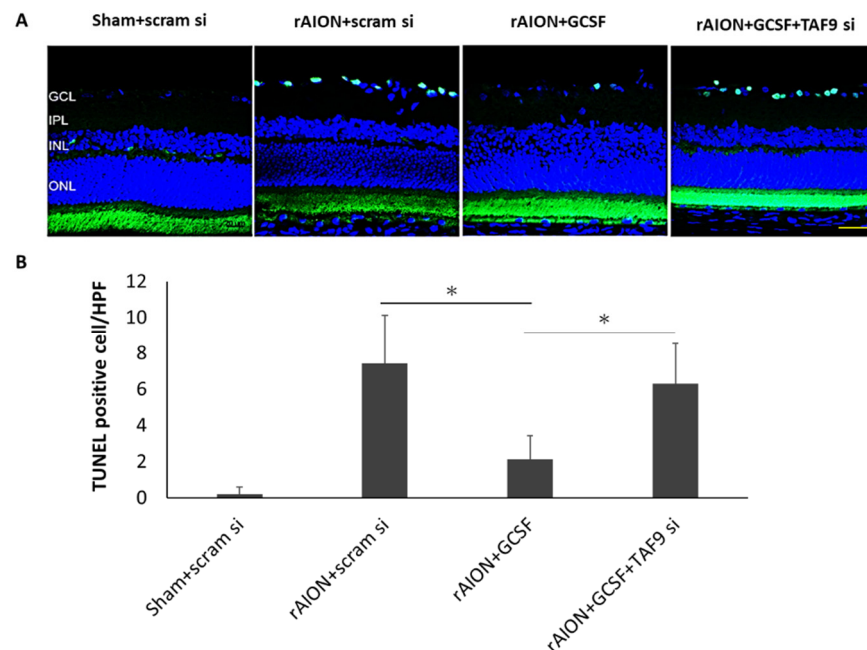 A
Sham+scram si
rAION+scram si
rAION+GCSF
rAION+GCSF+TAF9 si
GCL
IPL
INL
ONL
B
*
*
TUNEL positive cell/HPF
12
10
8
6
4
2
0
Sham+scram si
rAION+scram si
rAION+GCSF
rAION+GCSF+TAF9 si